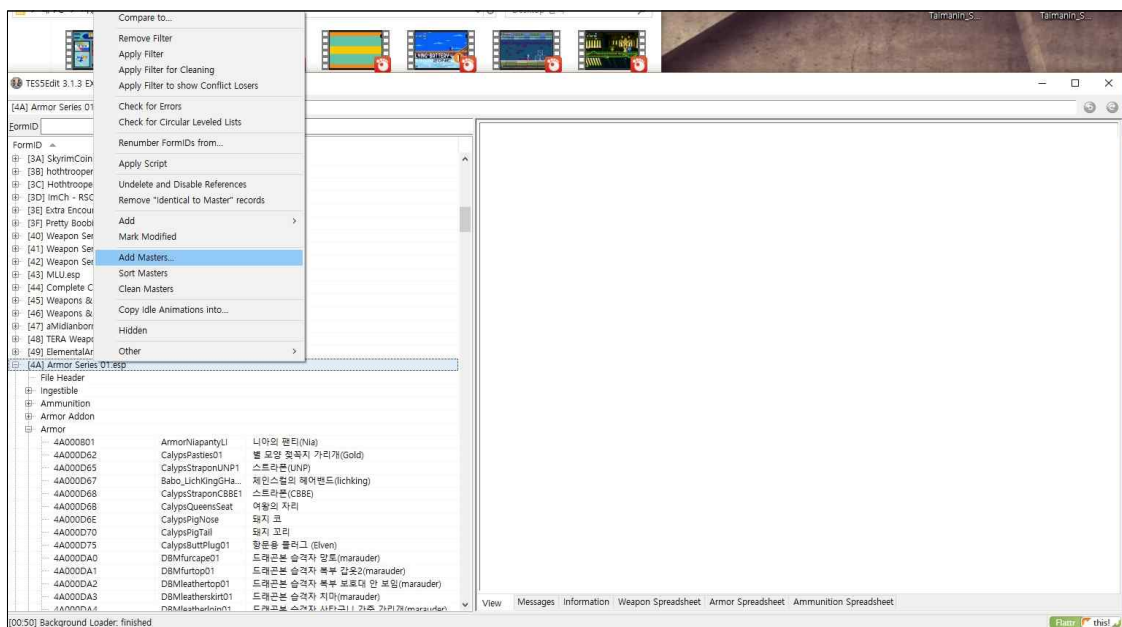 Taimanin_S...
Taimanin_S...
Compare to...
Remove Filter
Apply Filter
Apply Filter for Cleaning
Apply Filter to show Conflict Losers
Check for Errors
Check for Circular Leveled Lists
Renumber FormIDs from...
Apply Script
Undelete and Disable References
Remove "Identical to Master" records
Add
Mark Modified
Add Masters...
Sort Masters
Clean Masters
Copy Idle Animations into...
Hidden
Other
TES5Edit 3.1.3 EX
[4A] Armor Series 01
FormID
FormID
[3A] SkyrimCoin
[3B] hothtrooper
[3C] Hothtroope
[3D] ImCh - RSC
[3E] Extra Encou
[3F] Pretty Boobi
[40] Weapon Ser
[41] Weapon Ser
[42] Weapon Ser
[43] MLU.esp
[44] Complete C
[45] Weapons &
[46] Weapons &
[47] aMidianborn
[48] TERA Weapo
[49] ElementalAr
[4A] Armor Series 01.esp
File Header
Ingestible
Ammunition
Armor Addon
Armor
4A000801 ArmorNiapantyLI 니아의 팬티(Nia)
4A000D62 CalypsPasties01 별 모양 젖꼭지 가리개(Gold)
4A000D65 CalypsStraponUNP1 스트라폰(UNP)
4A000D67 Babo_LichKingGHa... 제인스컬의 헤어밴드(lichking)
4A000D68 CalypsStraponCBBE1 스트라폰(CBBE)
4A000D6B CalypsQueensSeat 여왕의 자리
4A000D6E CalypsPigNose 돼지 코
4A000D70 CalypsPigTail 돼지 꼬리
4A000D75 CalypsButtPlug01 항문용 플러그 (Elven)
4A000DA0 DBMfurcape01 드래곤본 습격자 망토(marauder)
4A000DA1 DBMfurtop01 드래곤본 습격자 복부 갑옷2(marauder)
4A000DA2 DBMleathertop01 드래곤본 습격자 복부 보호대 안 보임(marauder)
4A000DA3 DBMleatherskirt01 드래곤본 습격자 치마(marauder)
View Messages Information Weapon Spreadsheet Armor Spreadsheet Ammunition Spreadsheet
[00:50] Background Loader: finished
Flattr this!